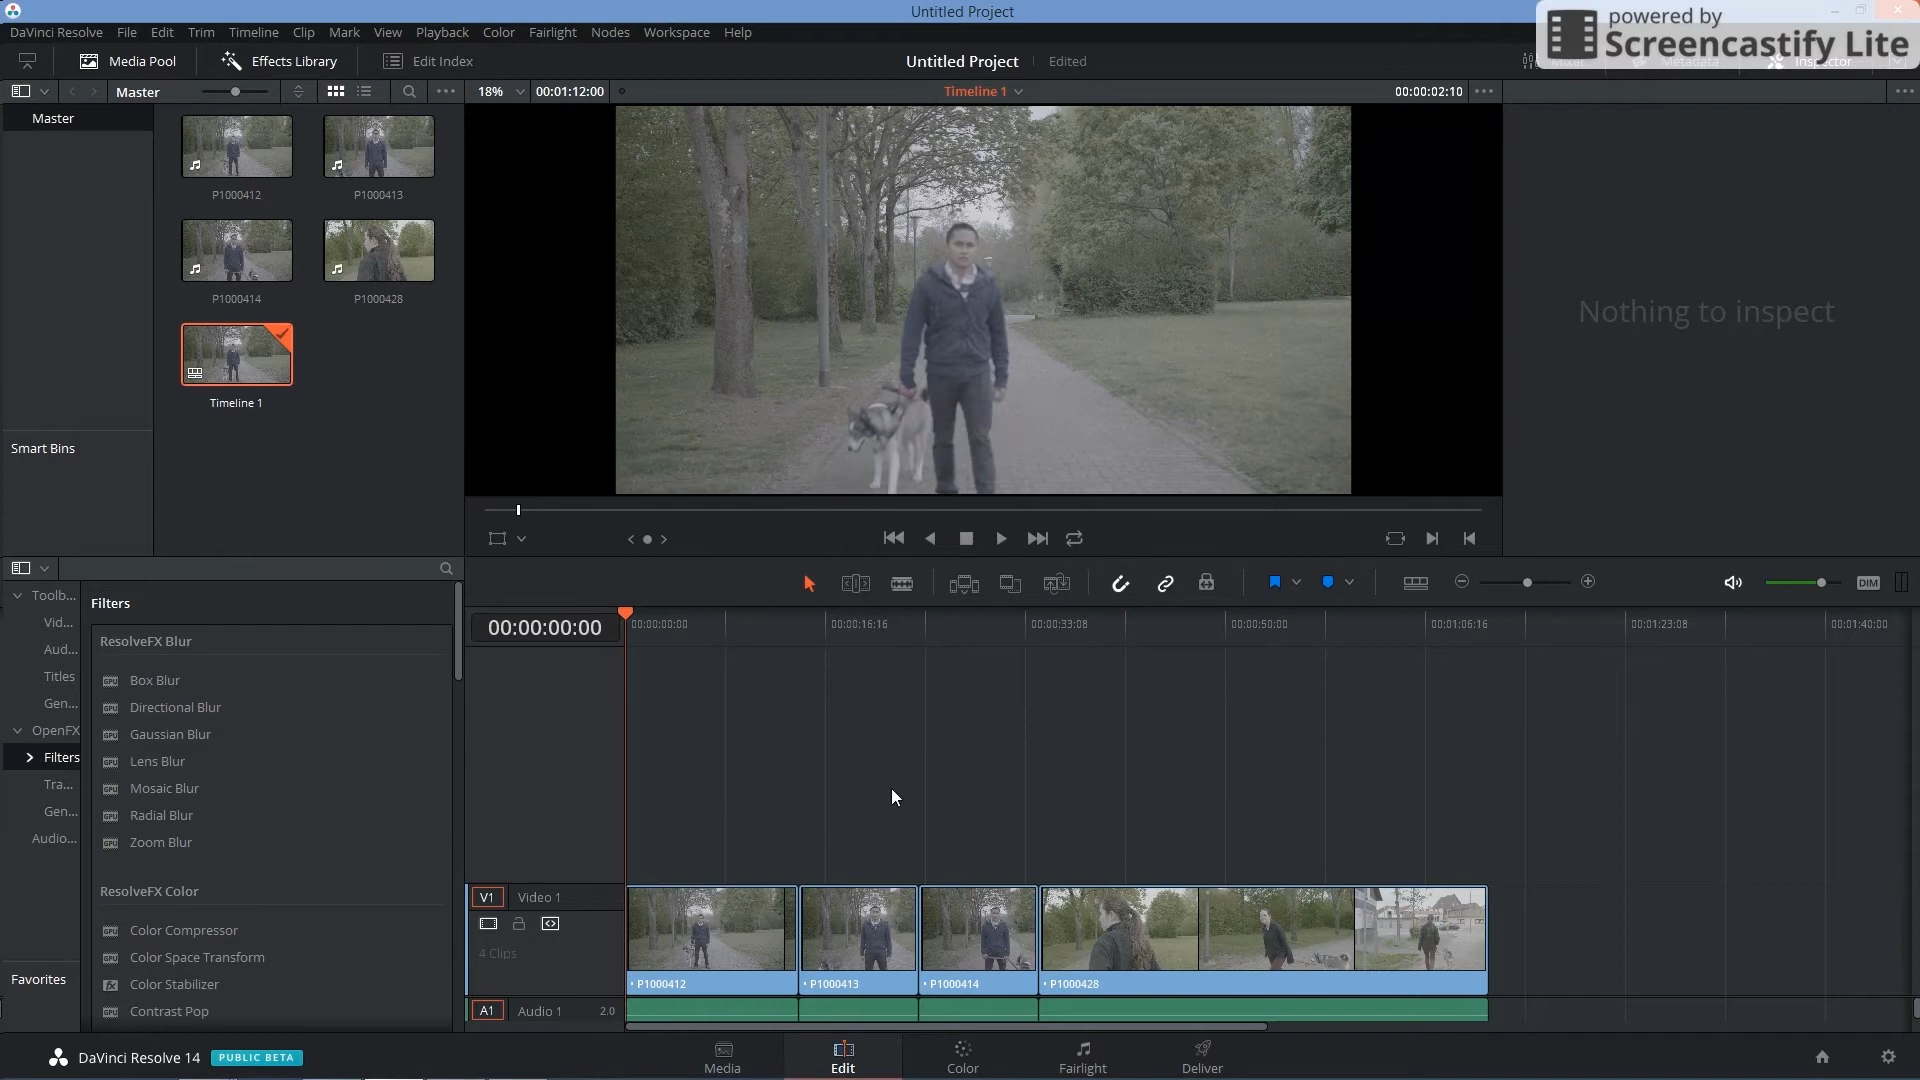 Untitled Project
powered by
Screencastify Lite
DaVinci Resolve File Edit Trim Timeline Clip Mark View Playback Color Fairlight Nodes Workspace Help
Media Pool Effects Library Edit Index Untitled Project Edited Mixer Metadata Inspector
Master 18% 00:01:12:00 Timeline 1 00:00:02:10
Master
P1000412 P1000413
P1000414 P1000428
Timeline 1
Smart Bins
Nothing to inspect
DIM
Toolb...
Vid...
Aud...
Titles
Gen...
OpenFX
Filters
Tra...
Gen...
Audio...
Favorites
Filters
ResolveFX Blur
Box Blur
Directional Blur
Gaussian Blur
Lens Blur
Mosaic Blur
Radial Blur
Zoom Blur
ResolveFX Color
Color Compressor
Color Space Transform
Color Stabilizer
Contrast Pop
00:00:00:00 00:00:00:00 00:00:16:16 00:00:33:08 00:00:50:00 00:01:06:16 00:01:23:08 00:01:40:00
V1 Video 1
4 Clips
P1000412 P1000413 P1000414 P1000428
A1 Audio 1 2.0
DaVinci Resolve 14 PUBLIC BETA
Media Edit Color Fairlight Deliver